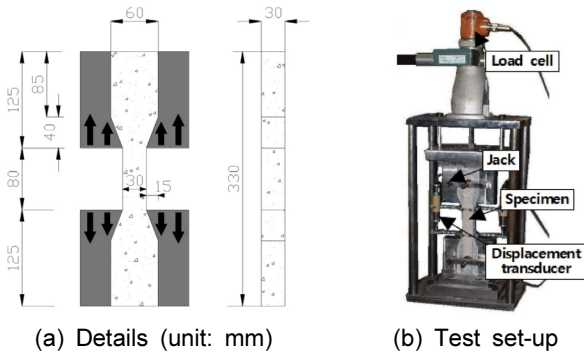 60
30
125
85
40
80
30
15
330
125
Load cell
Jack
Specimen
Displacement
transducer
(a) Details (unit: mm)
(b) Test set-up